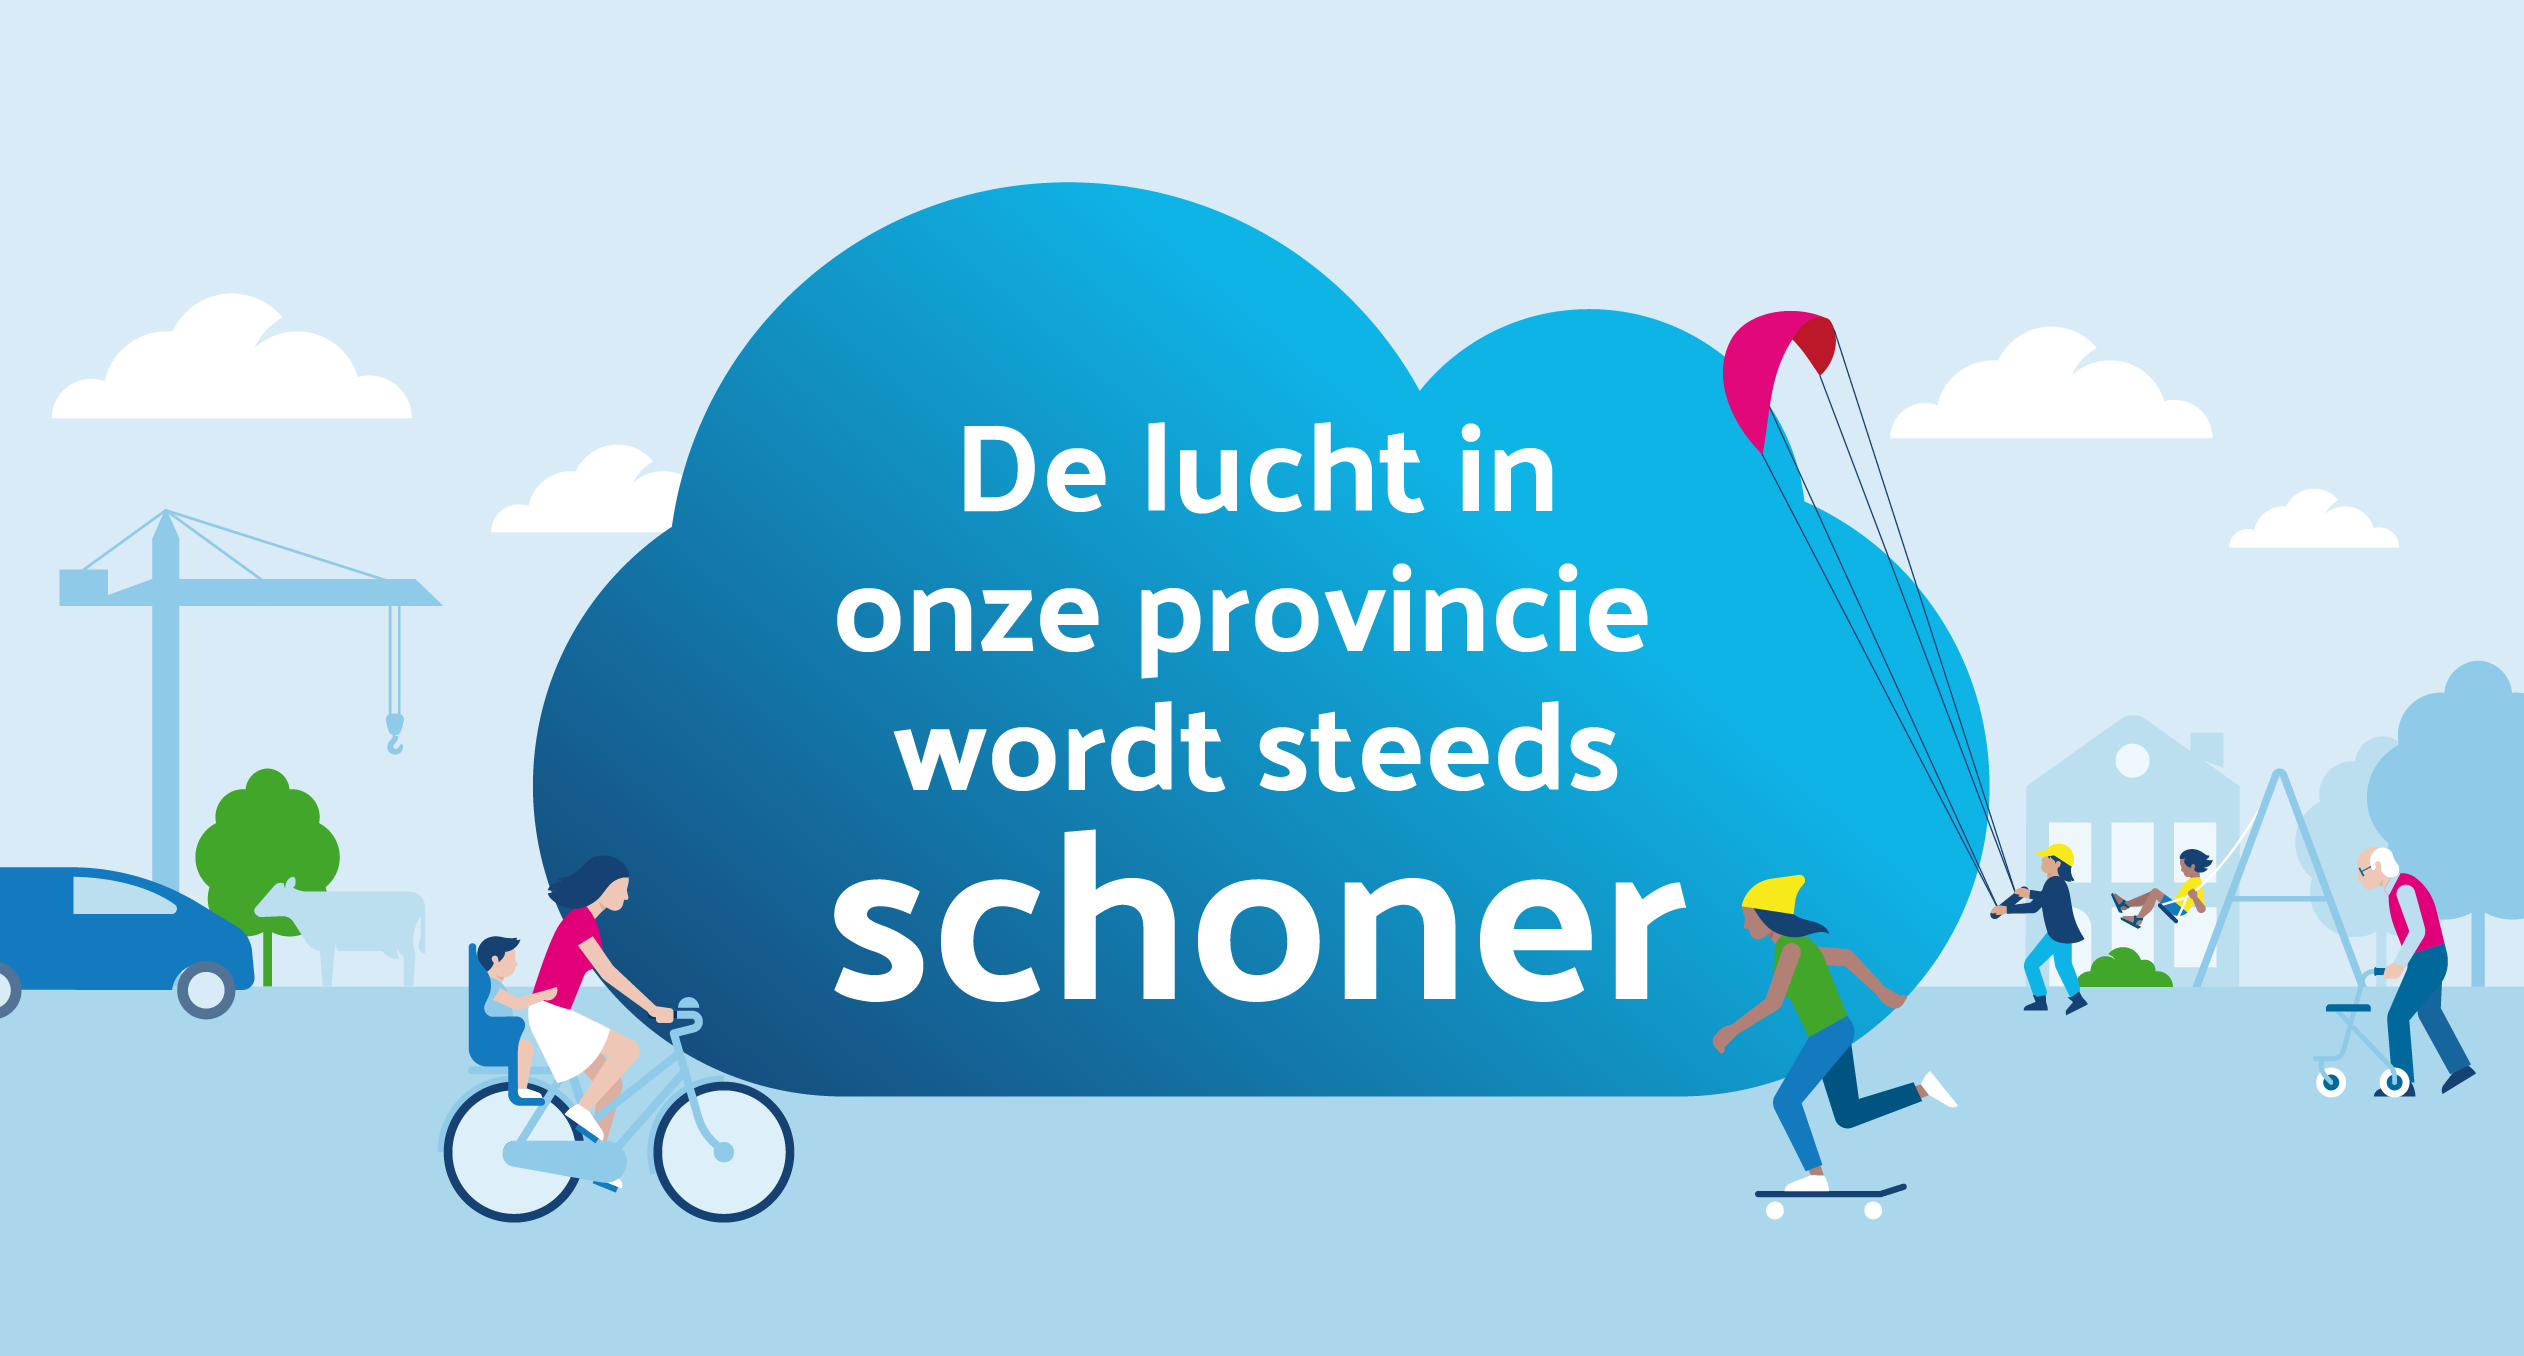 De lucht in
onze provincie
wordt steeds
schoner